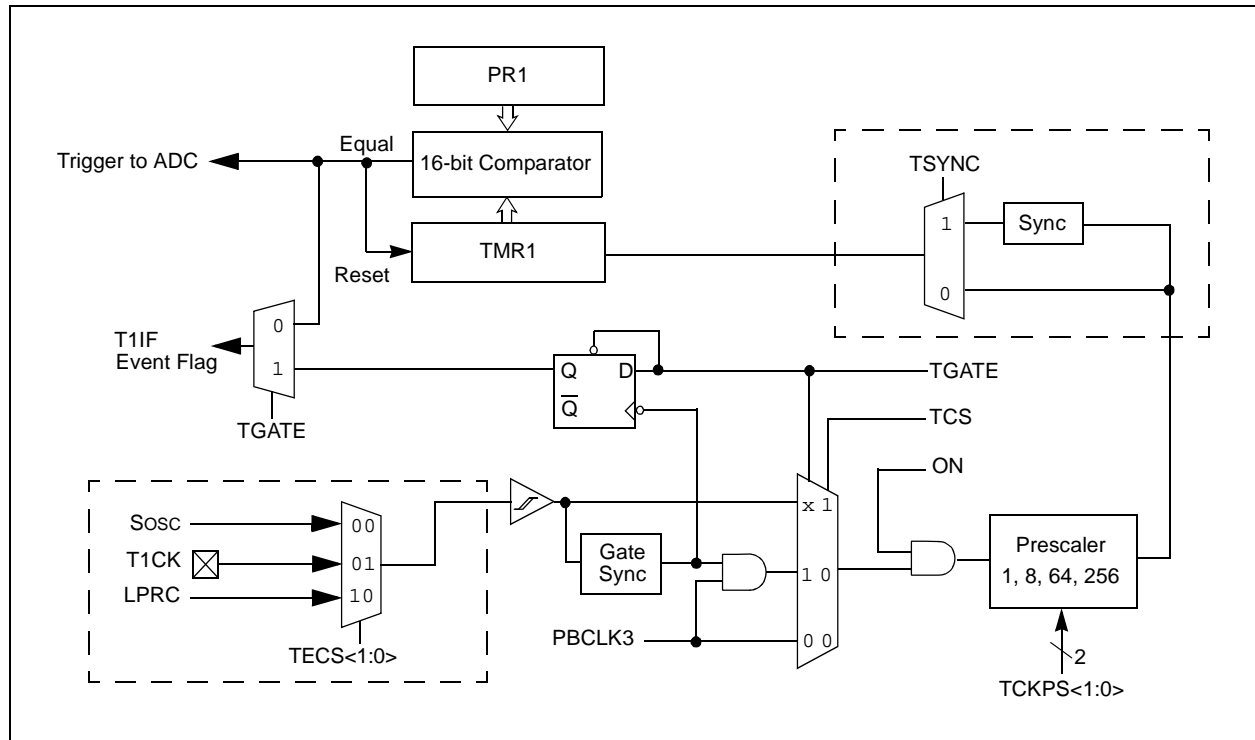 PR1
Equal
Trigger to ADC
16-bit Comparator
TSYNC
1
Sync
Reset
TMR1
0
0
T1IF
Event Flag
1
Q
D
Q
TGATE
TGATE
TCS
ON
SOSC
00
x 1
T1CK
01
Gate
Sync
1 0
Prescaler
1, 8, 64, 256
LPRC
10
PBCLK3
0 0
TECS<1:0>
2
TCKPS<1:0>